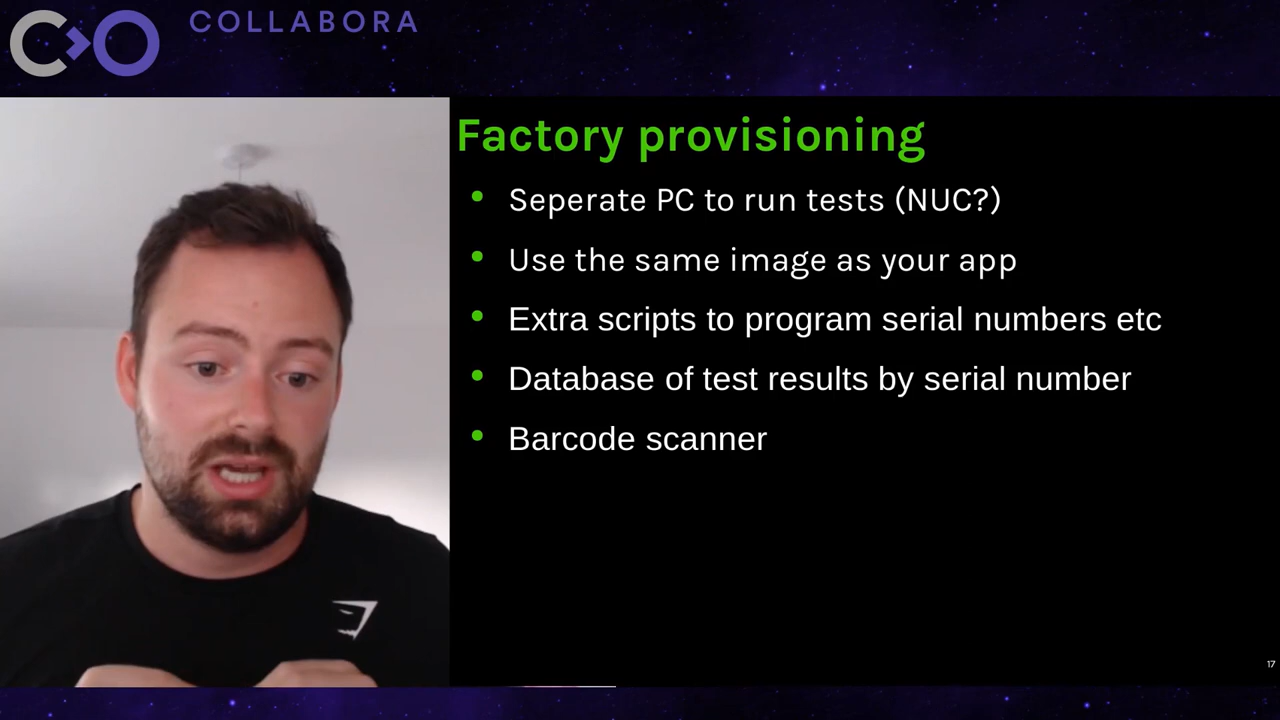 COLLABORA
Factory provisioning
Seperate PC to run tests (NUC?)
Use the same image as your app
Extra scripts to program serial numbers etc
Database of test results by serial number
Barcode scanner
17